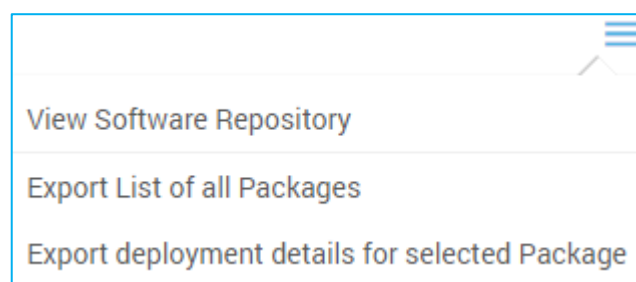 View Software Repository
Export List of all Packages
Export deployment details for selected Package